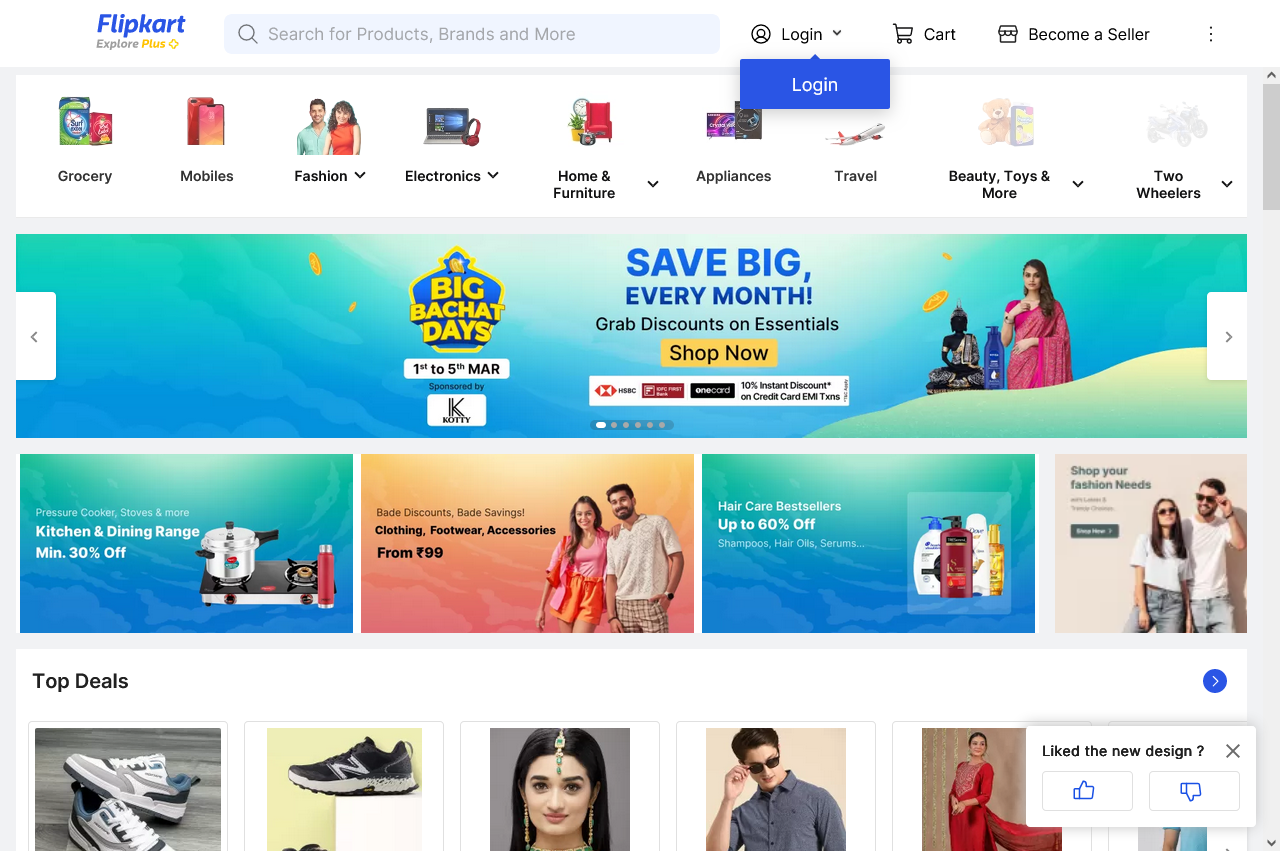 Flipkart
Explore Plus
Search for Products, Brands and More
Login
Cart
Become a Seller
Login
Grocery
Mobiles
Fashion
Electronics
Home &
Furniture
Appliances
Travel
Beauty, Toys &
More
Two
Wheelers
BIG
BACHAT
DAYS
1st to 5th MAR
Sponsored by
K
KOTTY
SAVE BIG,
EVERY MONTH!
Grab Discounts on Essentials
Shop Now
HSBC
IDFC FIRST
Bank
onecard
10% Instant Discount*
on Credit Card EMI Txns
*T&C Apply
Pressure Cooker, Stoves & more
Kitchen & Dining Range
Min. 30% Off
Bade Discounts, Bade Savings!
Clothing, Footwear, Accessories
From ₹99
Hair Care Bestsellers
Up to 60% Off
Shampoos, Hair Oils, Serums...
Shop your
fashion Needs
Shop Now
Top Deals
Liked the new design ?